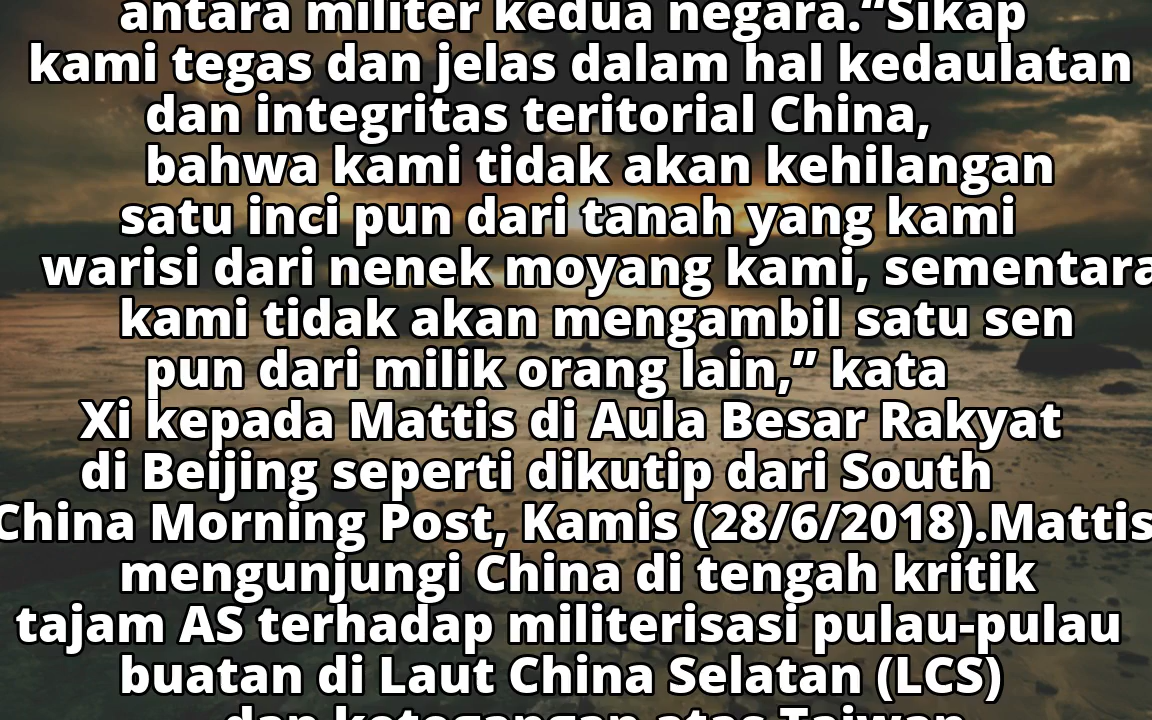 antara militer kedua negara.“Sikap
kami tegas dan jelas dalam hal kedaulatan
dan integritas teritorial China,
bahwa kami tidak akan kehilangan
satu inci pun dari tanah yang kami
warisi dari nenek moyang kami, sementara
kami tidak akan mengambil satu sen
pun dari milik orang lain,” kata
Xi kepada Mattis di Aula Besar Rakyat
di Beijing seperti dikutip dari South
China Morning Post, Kamis (28/6/2018).Mattis
mengunjungi China di tengah kritik
tajam AS terhadap militerisasi pulau-pulau
buatan di Laut China Selatan (LCS)
dan ketegangan atas Taiwan